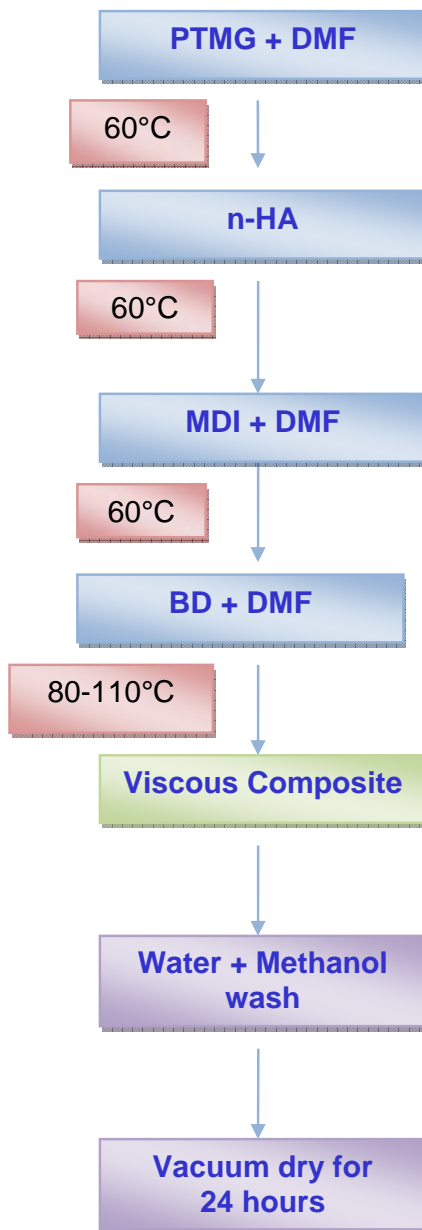 PTMG + DMF
60°C
n-HA
60°C
MDI + DMF
60°C
BD + DMF
80-110°C
Viscous Composite
Water + Methanol
wash
Vacuum dry for
24 hours